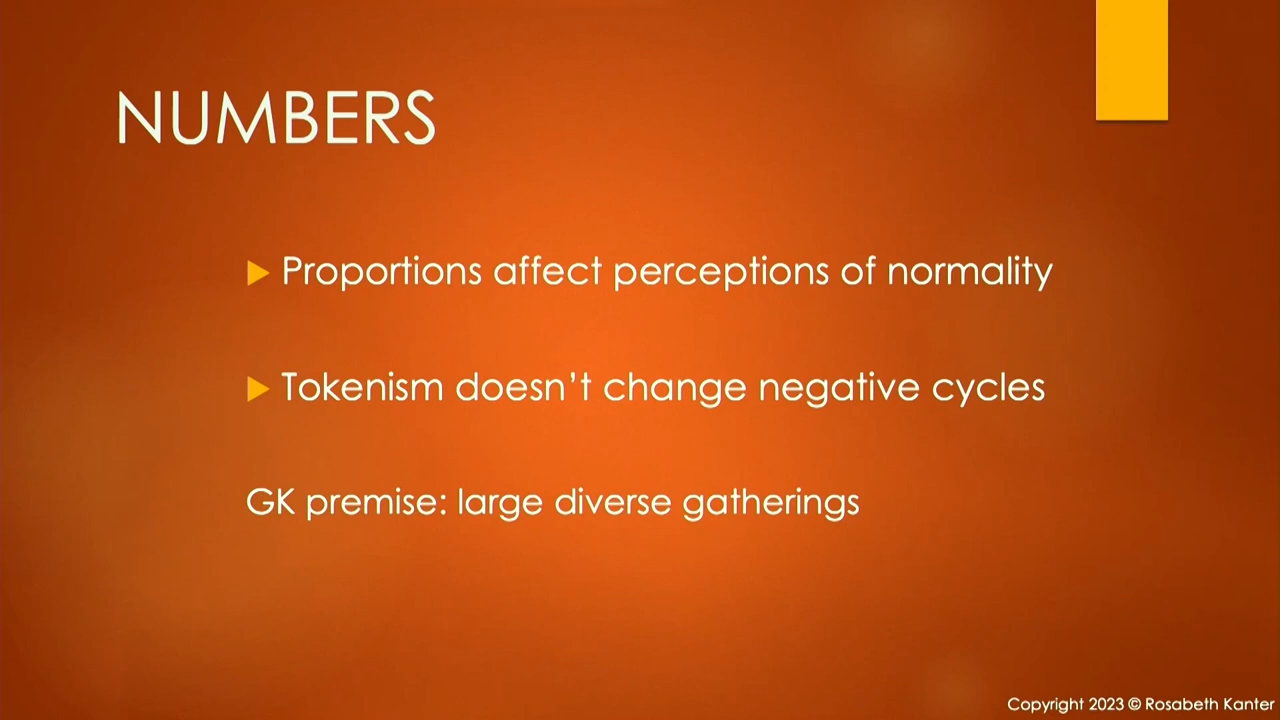 NUMBERS
Proportions affect perceptions of normality
Tokenism doesn’t change negative cycles
GK premise: large diverse gatherings
Copyright 2023 © Rosabeth Kanter